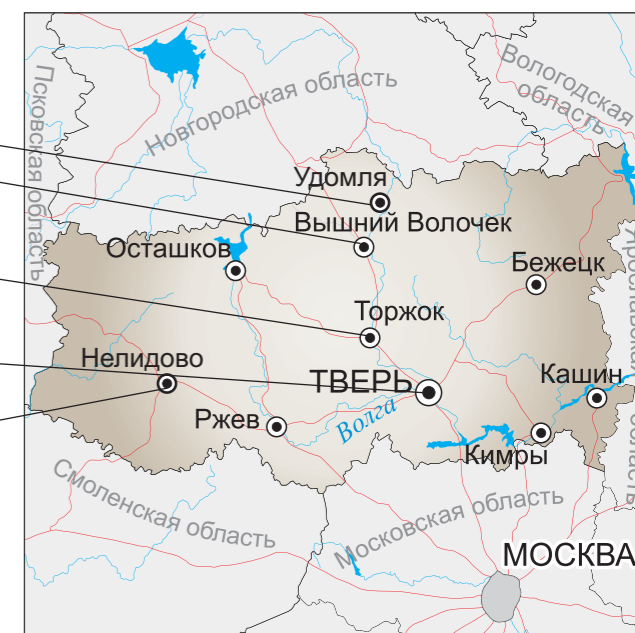 Псковская область
Новгородская область
Вологодская
область
Удомля
Вышний Волочек
Осташков
Бежецк
Торжок
Нелидово
ТВЕРЬ
Кашин
Ржев
Волга
Кимры
Смоленская область
Московская область
МОСКВА